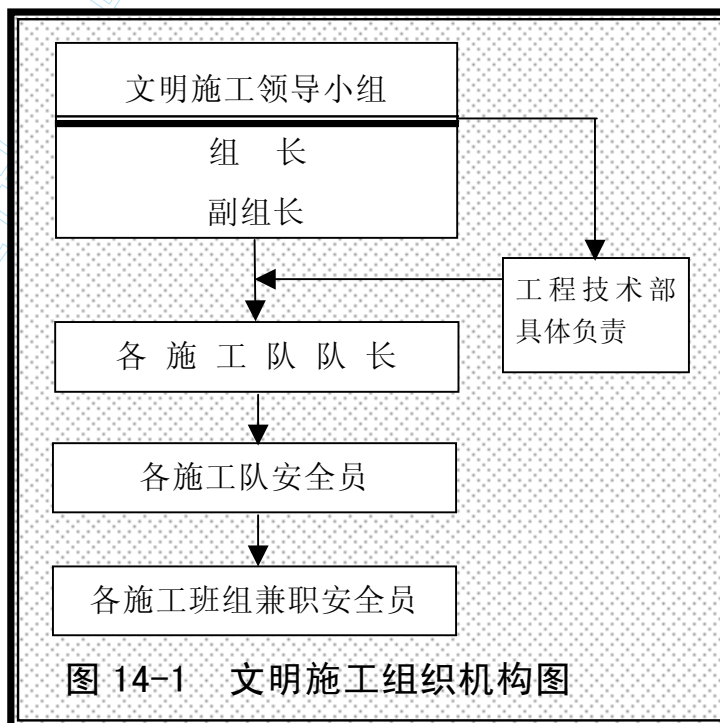 文明施工领导小组
组 长
副组长
工程技术部
具体负责
各施工队队长
各施工队安全员
各施工班组兼职安全员
图 14-1 文明施工组织机构图